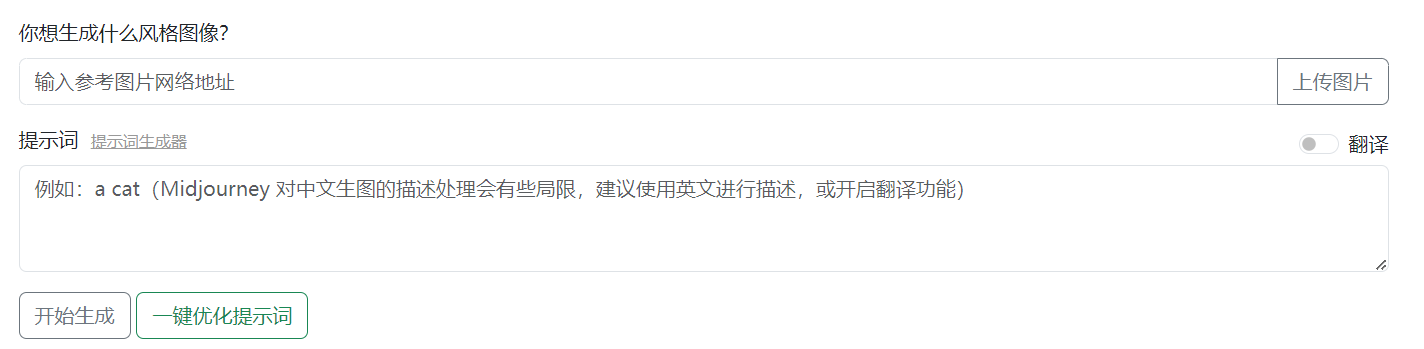 你想生成什么风格图像?
输入参考图片网络地址 上传图片
提示词 提示词生成器 翻译
例如：a cat（Midjourney 对中文生图的描述处理会有些局限，建议使用英文进行描述，或开启翻译功能）
开始生成 一键优化提示词